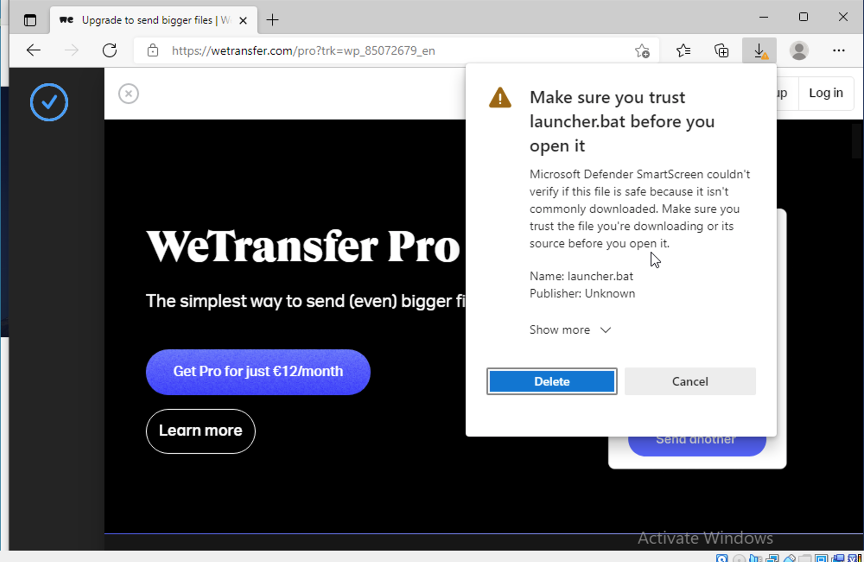 we Upgrade to send bigger files | W
https://wetransfer.com/pro?trk=wp_85072679_en
up Log in
Make sure you trust
launcher.bat before you
open it
Microsoft Defender SmartScreen couldn't
verify if this file is safe because it isn't
commonly downloaded. Make sure you
trust the file you're downloading or its
source before you open it.
Name: launcher.bat
Publisher: Unknown
Show more
Delete Cancel
WeTransfer Pro
The simplest way to send (even) bigger fi
Get Pro for just €12/month
Learn more
Send another
Activate Windows